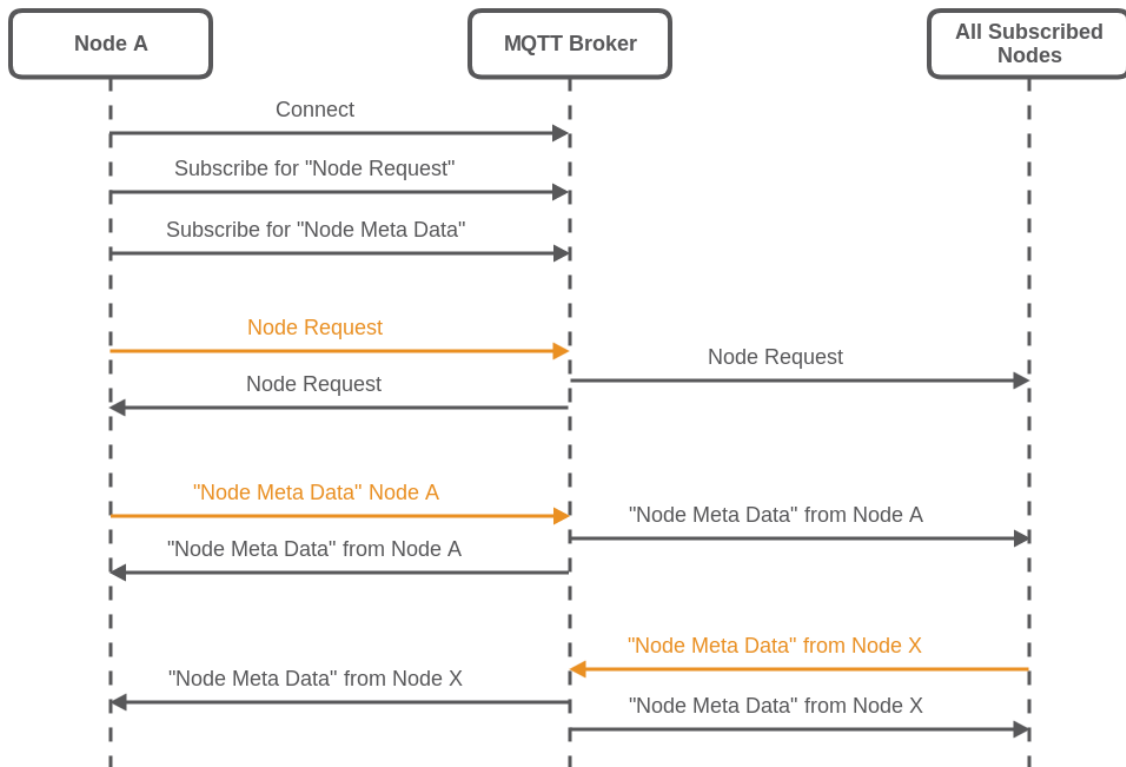 Node A
MQTT Broker
All Subscribed
Nodes
Connect
Subscribe for "Node Request"
Subscribe for "Node Meta Data"
Node Request
Node Request
Node Request
"Node Meta Data" Node A
"Node Meta Data" from Node A
"Node Meta Data" from Node A
"Node Meta Data" from Node X
"Node Meta Data" from Node X
"Node Meta Data" from Node X